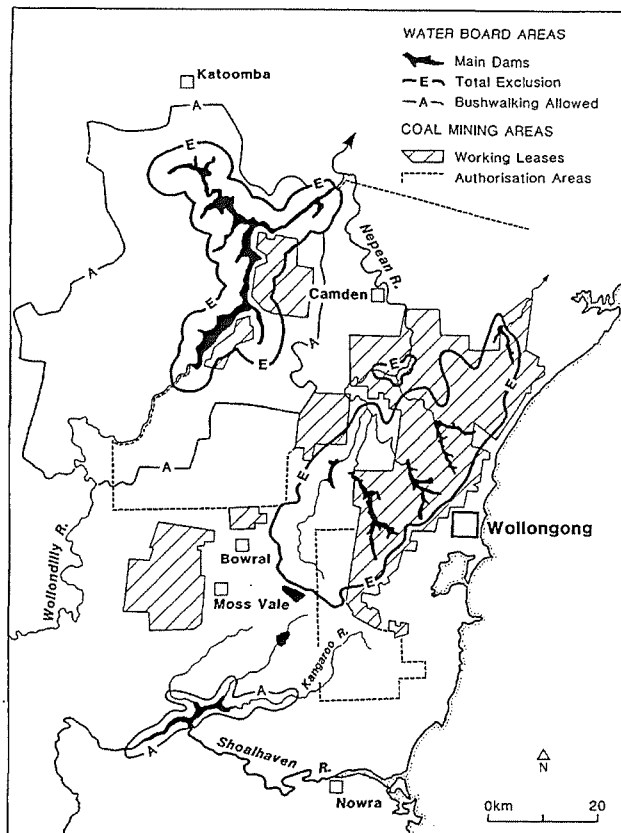 WATER BOARD AREAS
Main Dams
E Total Exclusion
A Bushwalking Allowed
COAL MINING AREAS
Working Leases
Authorisation Areas
Katoomba
A
E
E
E
Nepean R.
A
Camden
E
A
E
E
E
E
A
E
Wollondilly R.
Wollongong
Bowral
E
Moss Vale
Kangaroo R.
A
A
Shoalhaven R.
Nowra
N
0km 20